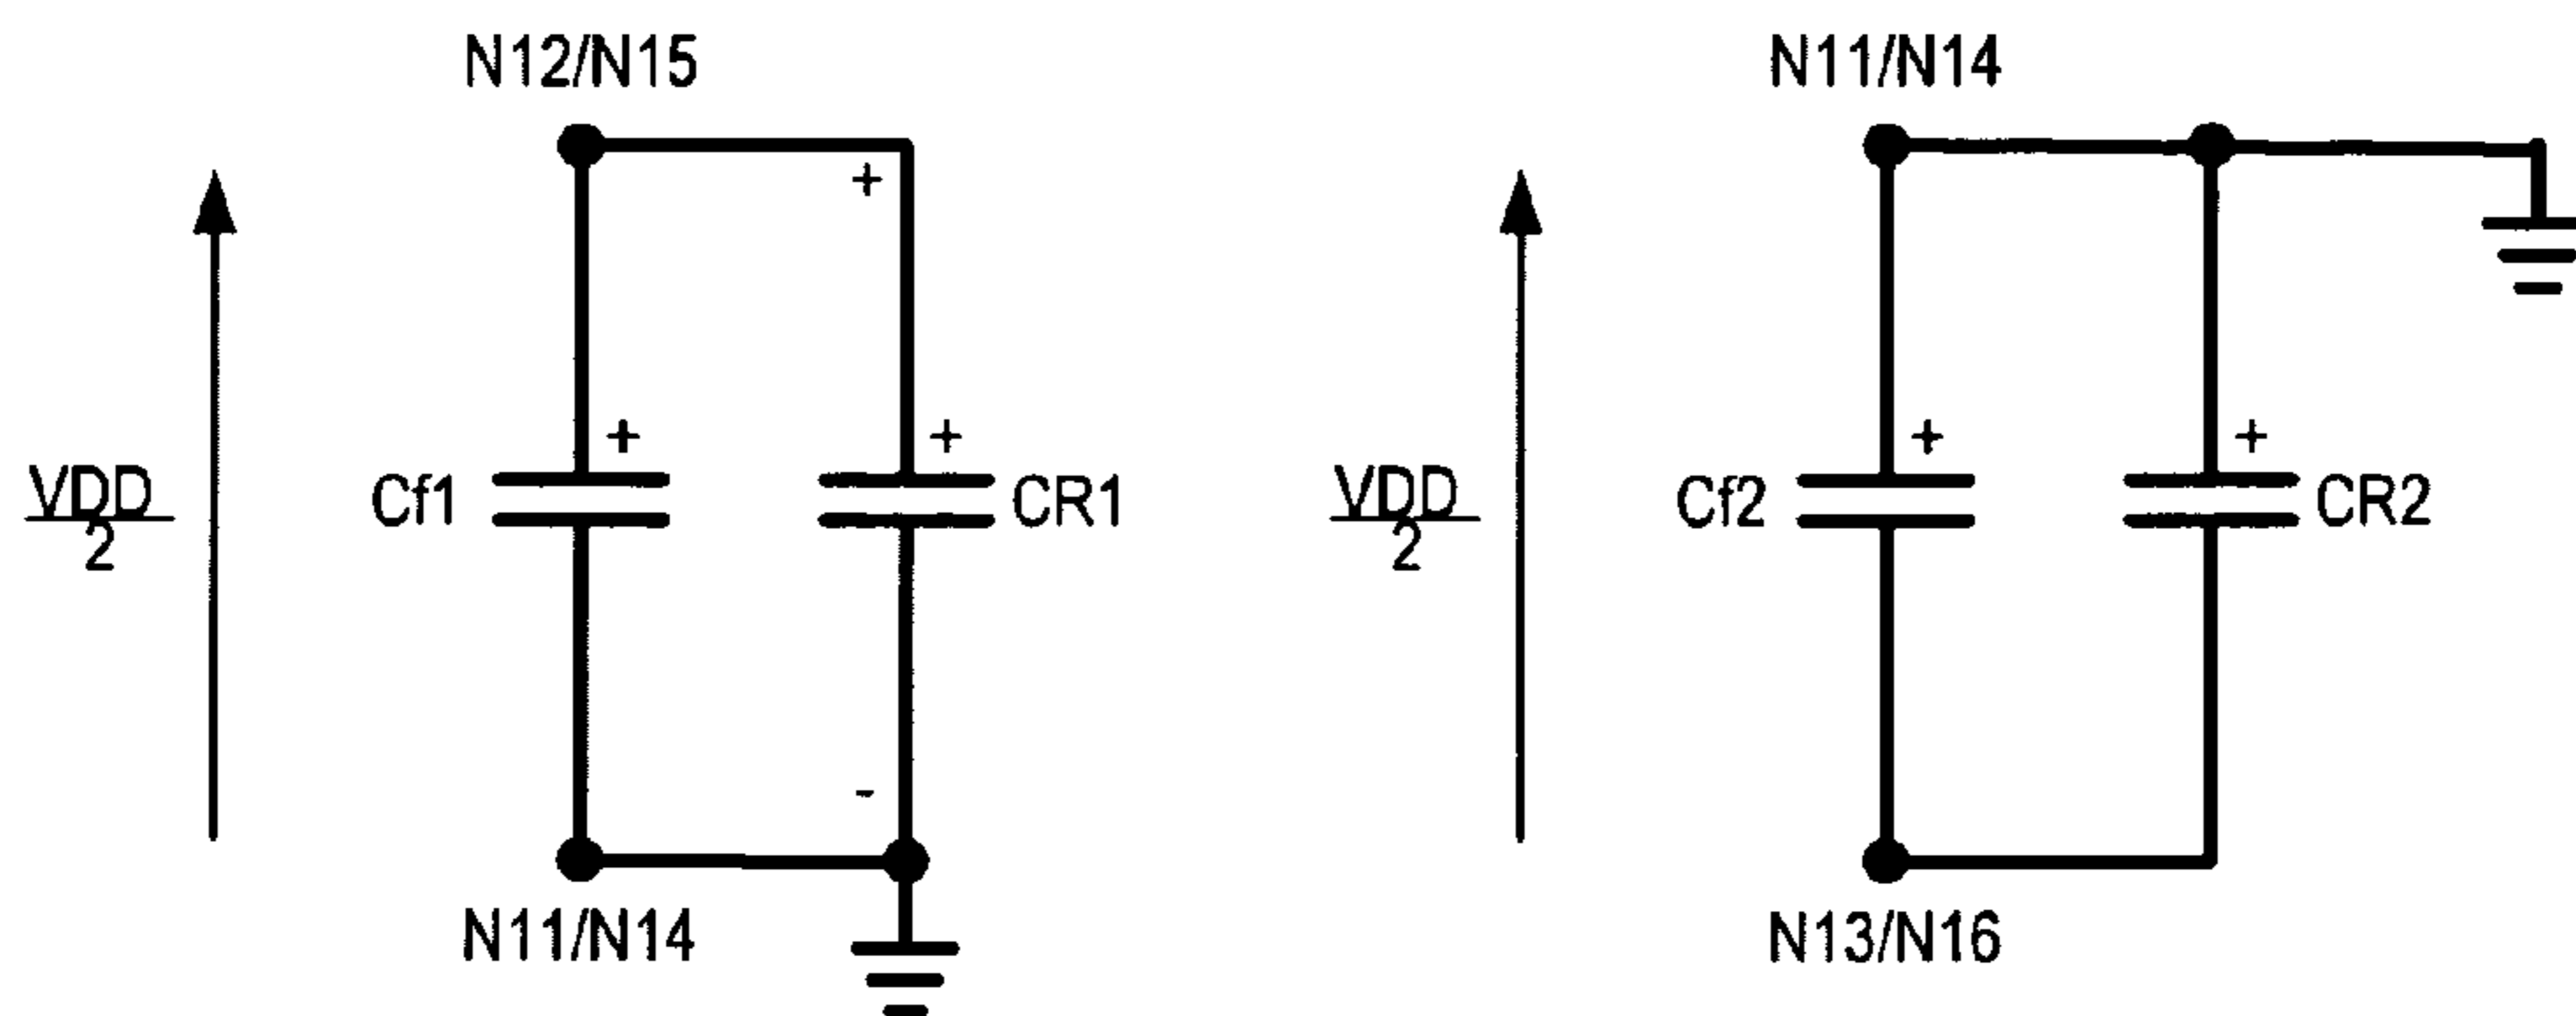 N12/N15
N11/N14
+
+
+
+
+
VDD
2
Cf1
CR1
VDD
2
Cf2
CR2
-
N11/N14
N13/N16